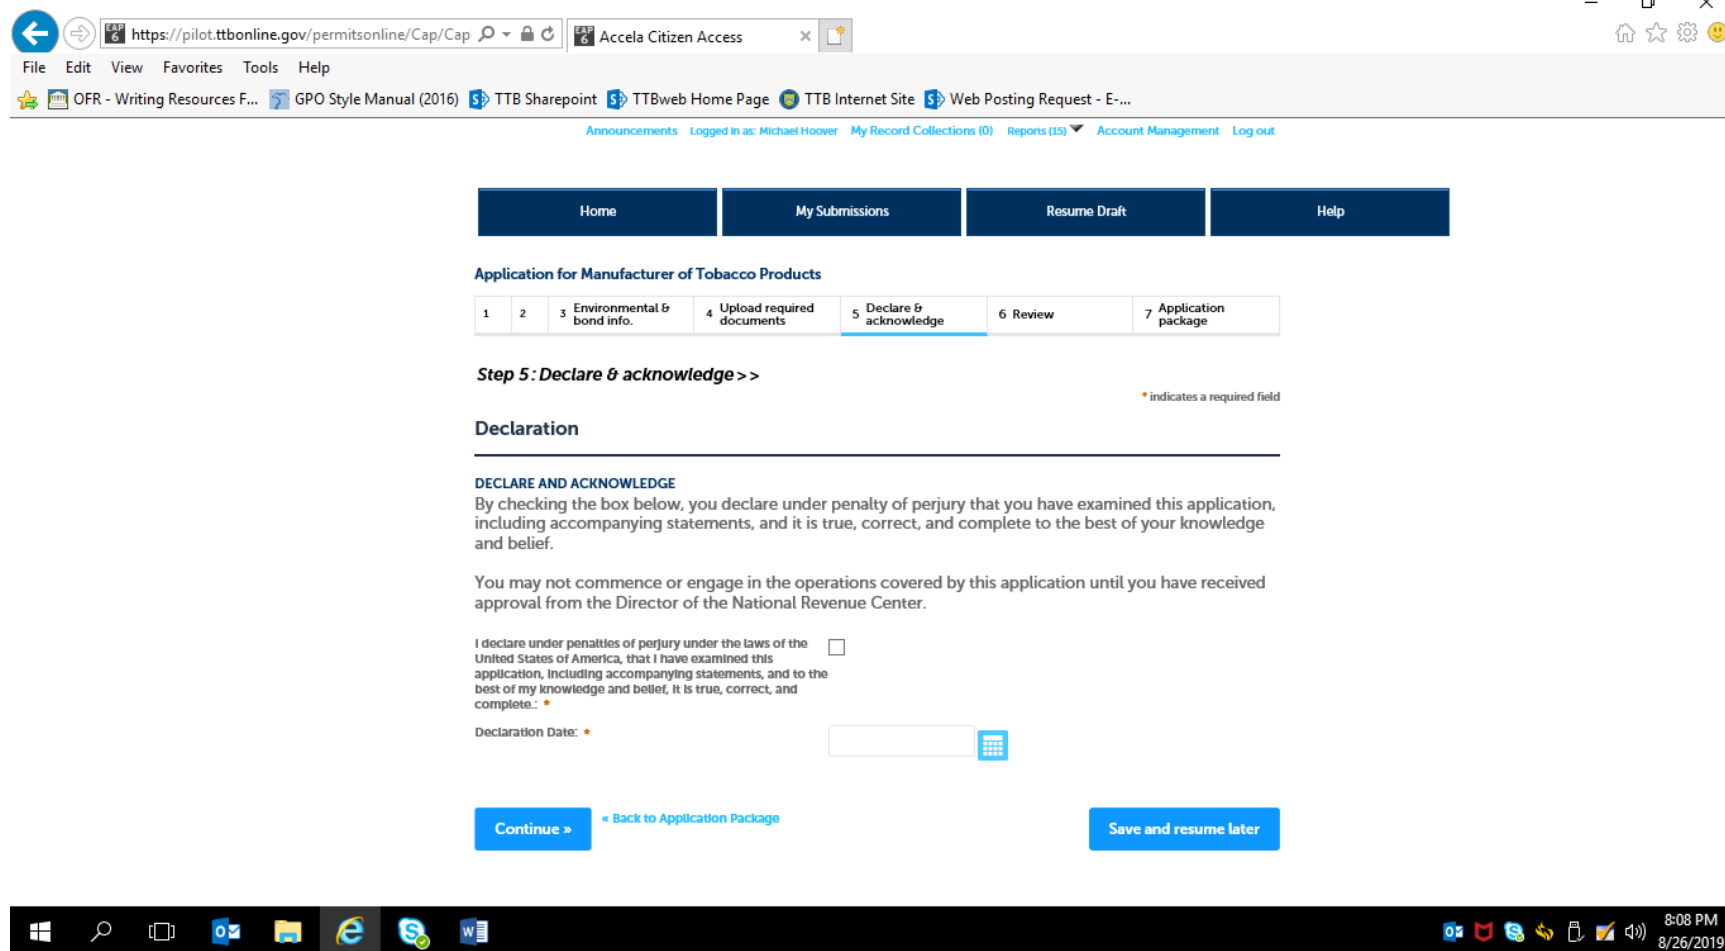 EAP 6 https://pilot.ttbonline.gov/permitsonline/Cap/Cap
EAP 6 Accela Citizen Access
File Edit View Favorites Tools Help
OFR - Writing Resources F... GPO Style Manual (2016) TTB Sharepoint TTBweb Home Page TTB Internet Site Web Posting Request - E-...
Announcements Logged in as: Michael Hoover My Record Collections (0) Reports (15) Account Management Log out
Home My Submissions Resume Draft Help
Application for Manufacturer of Tobacco Products
1 2 3 Environmental & bond info. 4 Upload required documents 5 Declare & acknowledge 6 Review 7 Application package
Step 5: Declare & acknowledge>>
* indicates a required field
Declaration
DECLARE AND ACKNOWLEDGE
By checking the box below, you declare under penalty of perjury that you have examined this application,
including accompanying statements, and it is true, correct, and complete to the best of your knowledge
and belief.
You may not commence or engage in the operations covered by this application until you have received
approval from the Director of the National Revenue Center.
I declare under penalties of perjury under the laws of the
United States of America, that I have examined this
application, including accompanying statements, and to the
best of my knowledge and belief, it is true, correct, and
complete.: *
Declaration Date: *
Continue » « Back to Application Package Save and resume later
8:08 PM
8/26/2019